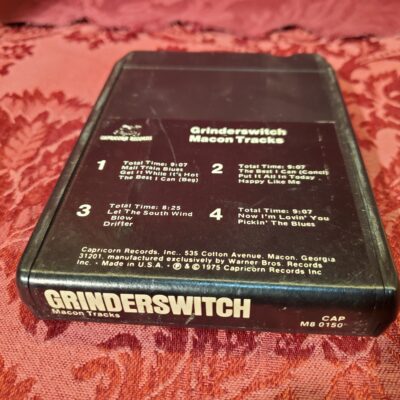 Grinderswitch
Macon Tracks
CAPRICORN RECORDS
1
Total Time: 9:07
Mail Train Blues
Get It While It's Hot
The Best I Can (Beg)
2
Total Time: 9:07
The Best I Can (Concl)
Put It All In Today
Happy Like Me
3
Total Time: 8:25
Let The South Wind
Blow
Drifter
4
Total Time: 9:07
Now I'm Lovin' You
Pickin' The Blues
Capricorn Records, Inc., 535 Cotton Avenue, Macon, Georgia
31201, manufactured exclusively by Warner Bros. Records
Inc. • Made in U.S.A. • ℗ & © 1975 Capricorn Records Inc
GRINDERSWITCH
Macon Tracks
CAP
M8 0150